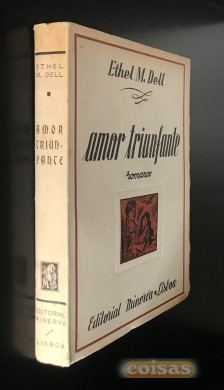 ETHEL
M. DELL
AMOR
TRIUN-
FANTE
EDITORIAL
MINERVA
LISBOA
Ethel M. Dell
amor triunfante
romance
Editorial Minerva • Lisboa
coisas